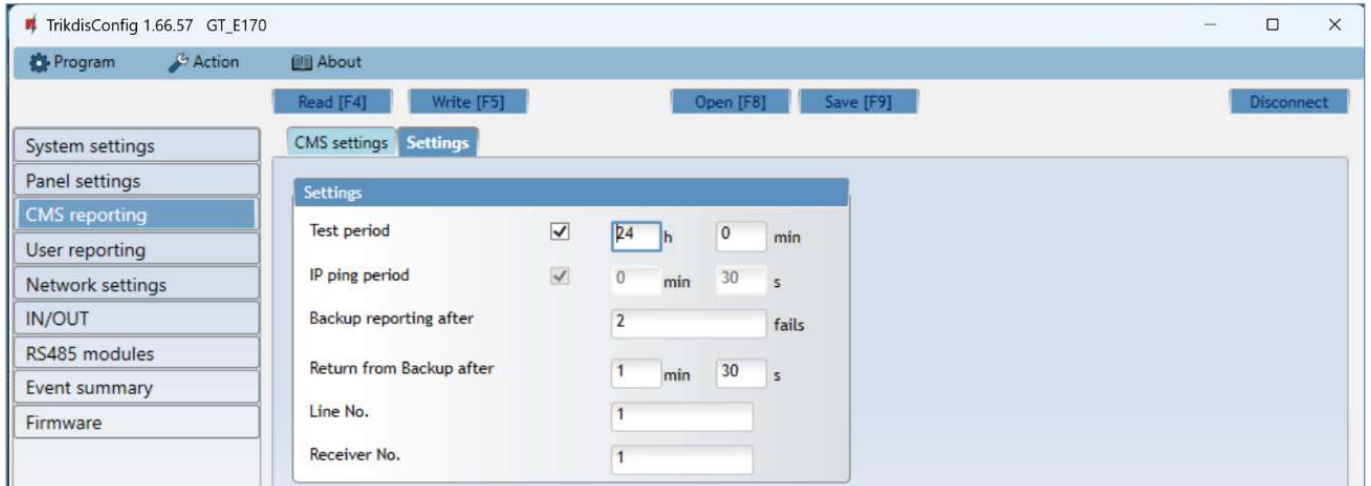 TrikdisConfig 1.66.57 GT_E170
Program Action About
Read [F4] Write [F5] Open [F8] Save [F9] Disconnect
System settings
Panel settings
CMS reporting
User reporting
Network settings
IN/OUT
RS485 modules
Event summary
Firmware
CMS settings Settings
Settings
Test period 24 h 0 min
IP ping period 0 min 30 s
Backup reporting after 2 fails
Return from Backup after 1 min 30 s
Line No. 1
Receiver No. 1